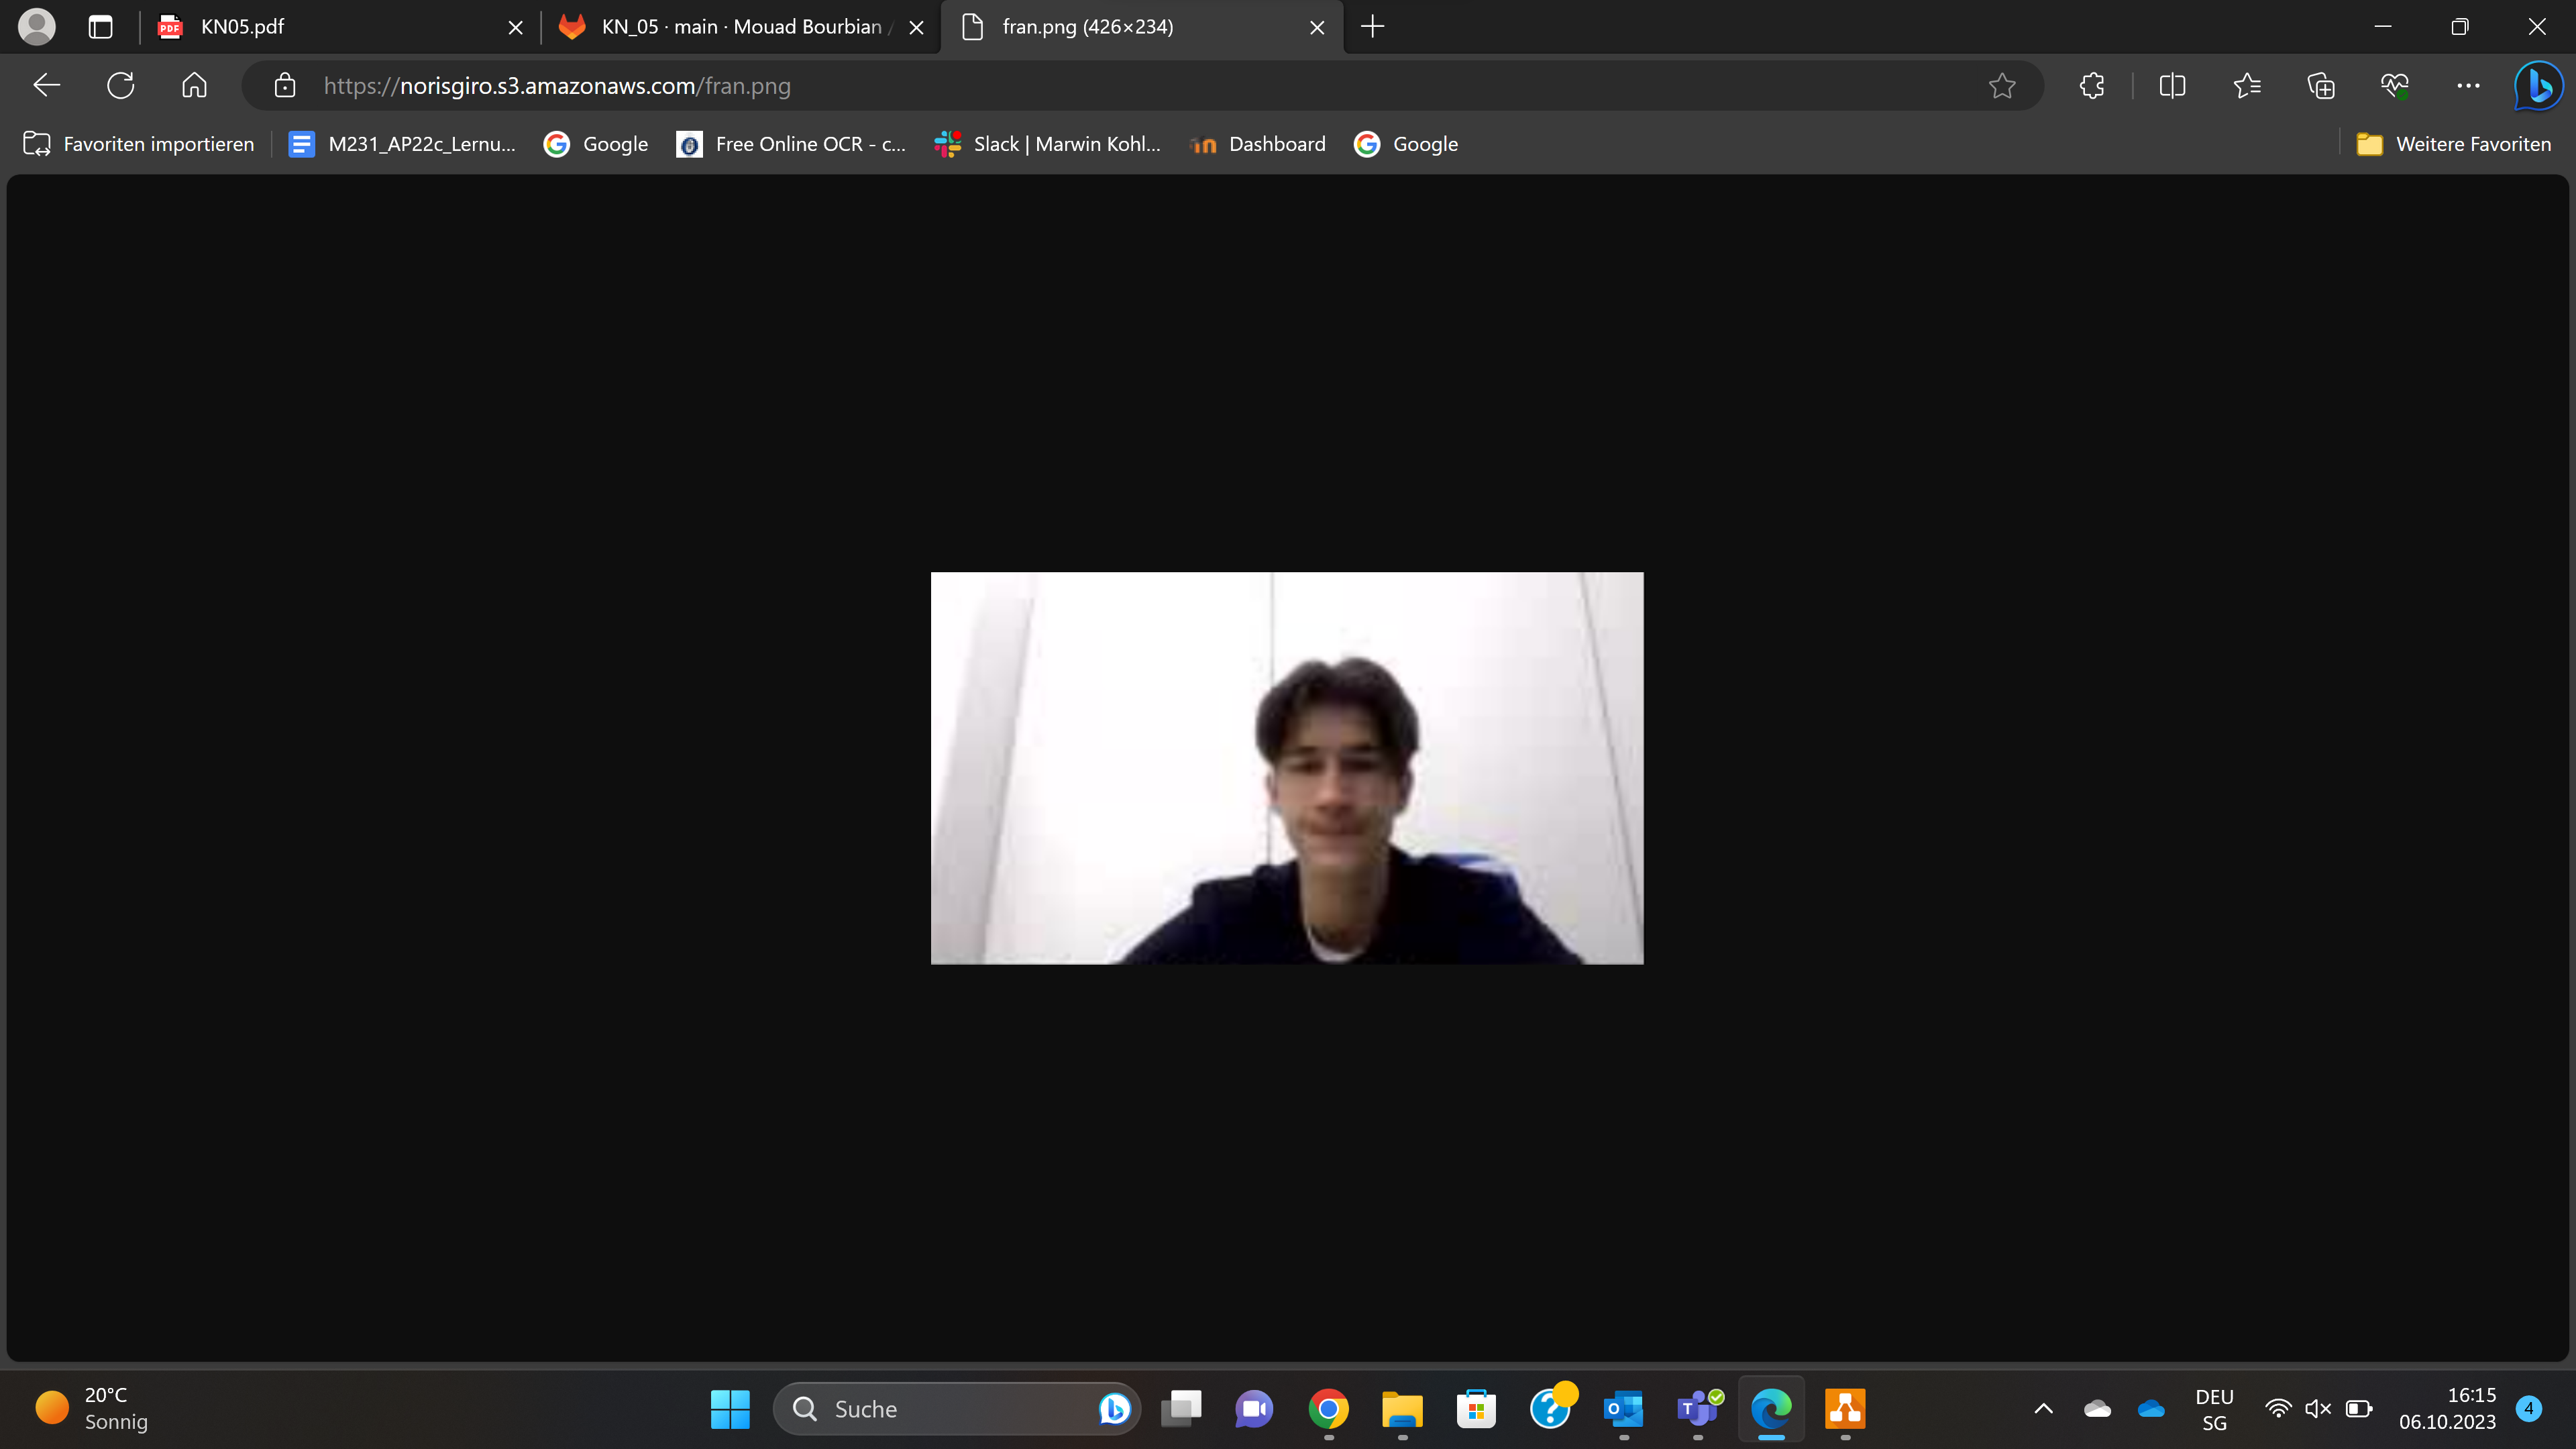 KN05.pdf
KN_05 · main · Mouad Bourbian /
fran.png (426×234)
https://norisgiro.s3.amazonaws.com/fran.png
Favoriten importieren
M231_AP22c_Lernu...
Google
Free Online OCR - c...
Slack | Marwin Kohl...
Dashboard
Google
Weitere Favoriten
20°C
Sonnig
Suche
DEU
SG
16:15
06.10.2023
4